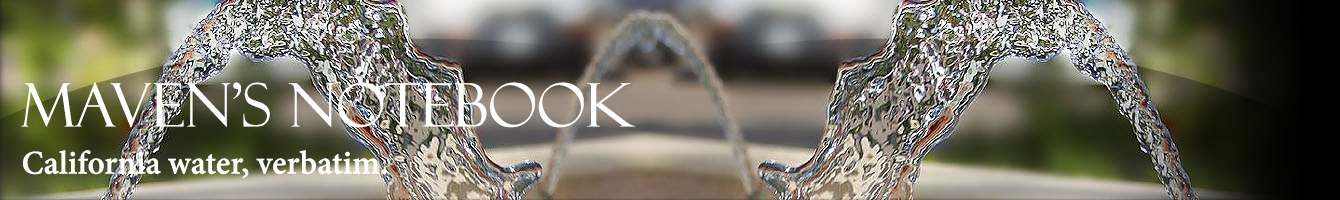 MAVEN'S NOTEBOOK
California water, verbatim.